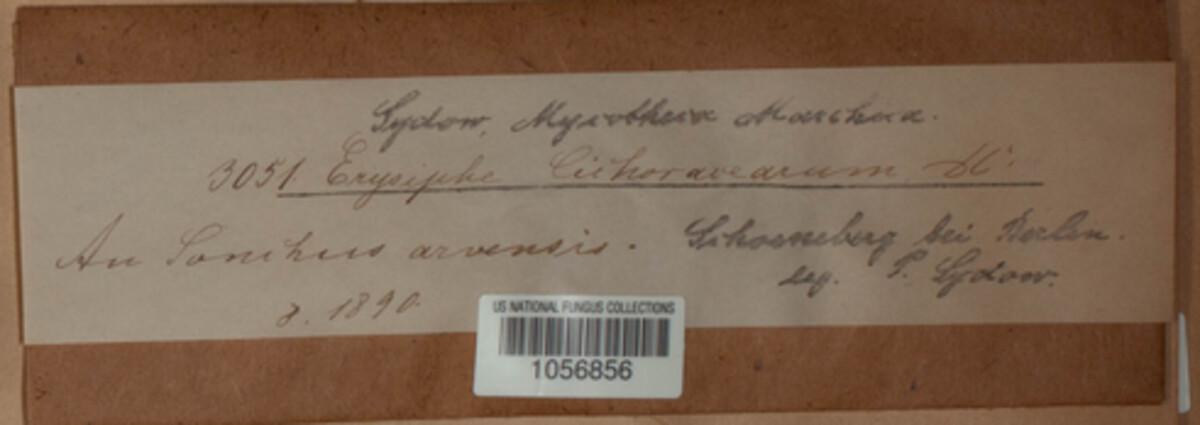 Sydow, Mycotheca Marchica.
3051. Erysiphe Cichoracearum DC.
An Sonchus arvensis. Schoeneberg bei Berlin.
leg. P. Sydow.
8. 1890
US NATIONAL FUNGUS COLLECTIONS
1056856